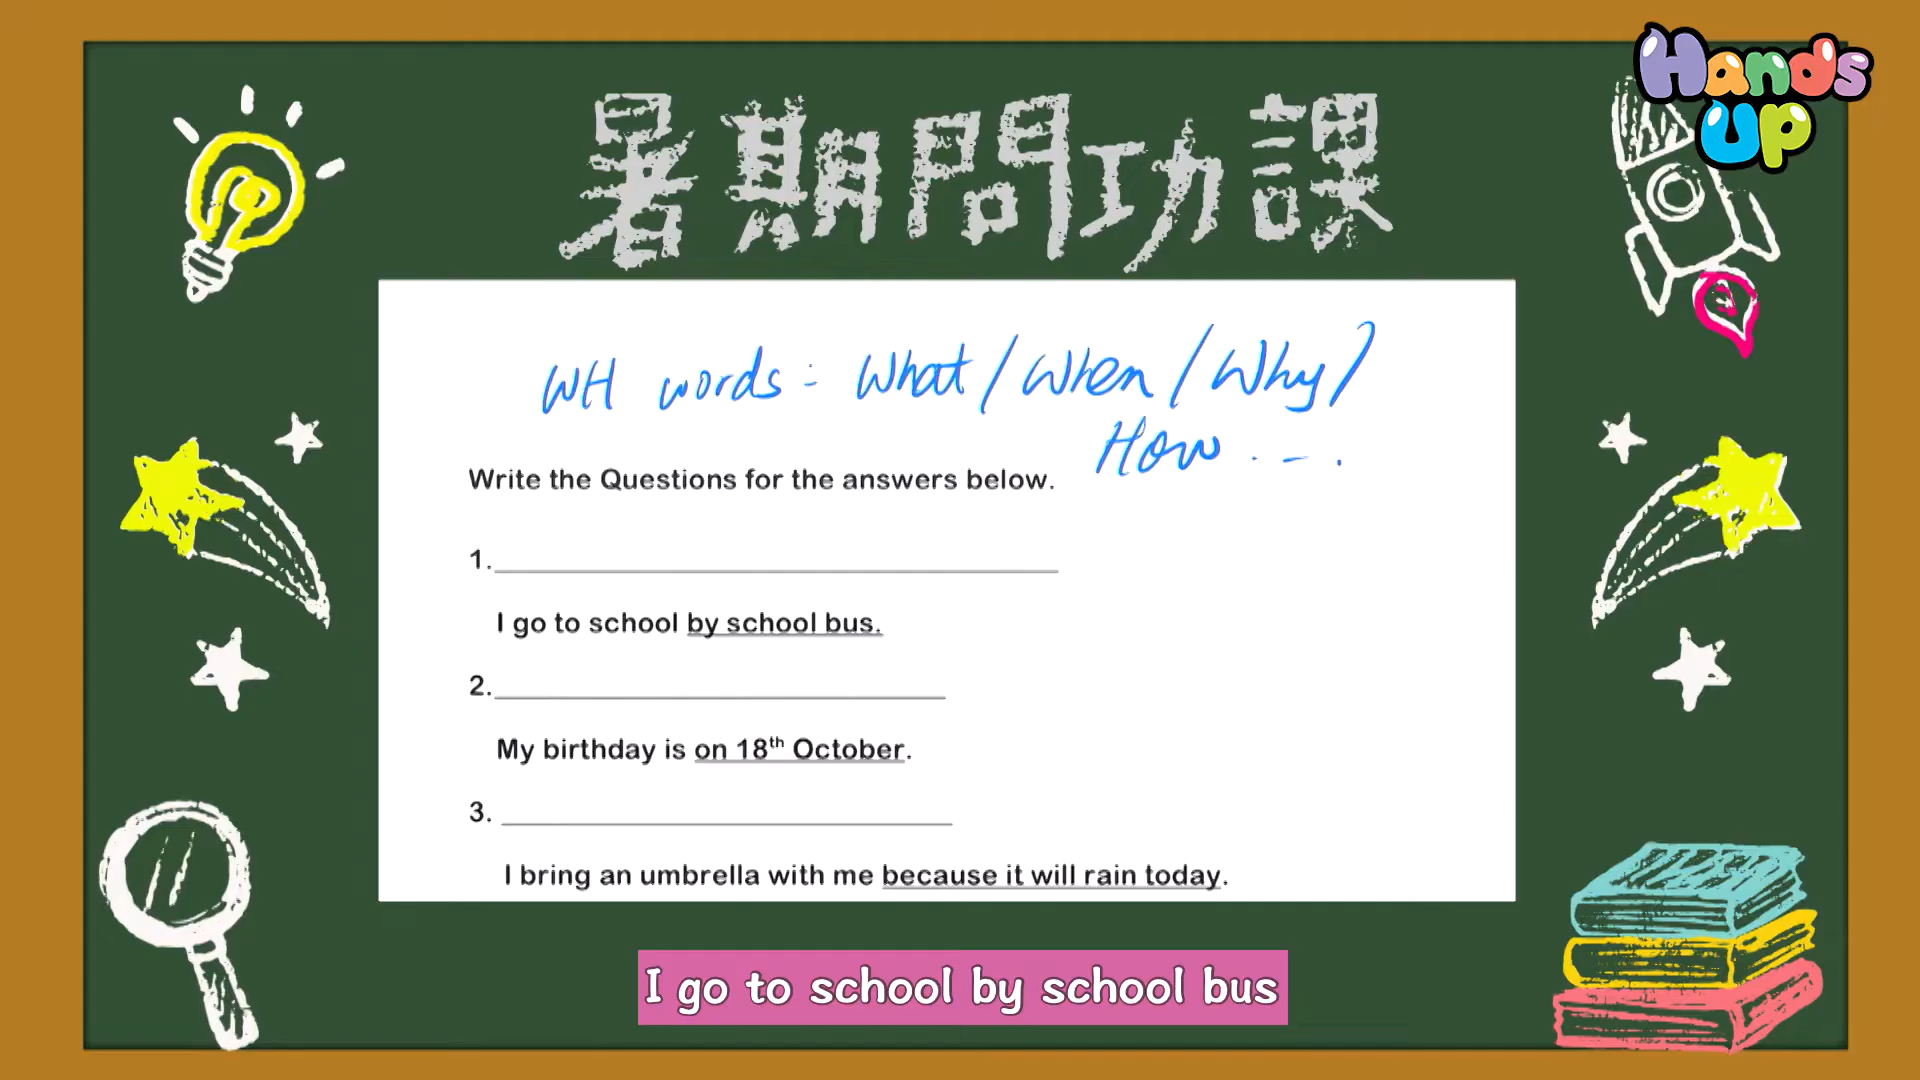 Hands
Up
暑期問功課
WH words : What / When / Why /
How . - .
Write the Questions for the answers below.
1.
I go to school by school bus.
2.
My birthday is on 18th October.
3.
I bring an umbrella with me because it will rain today.
I go to school by school bus